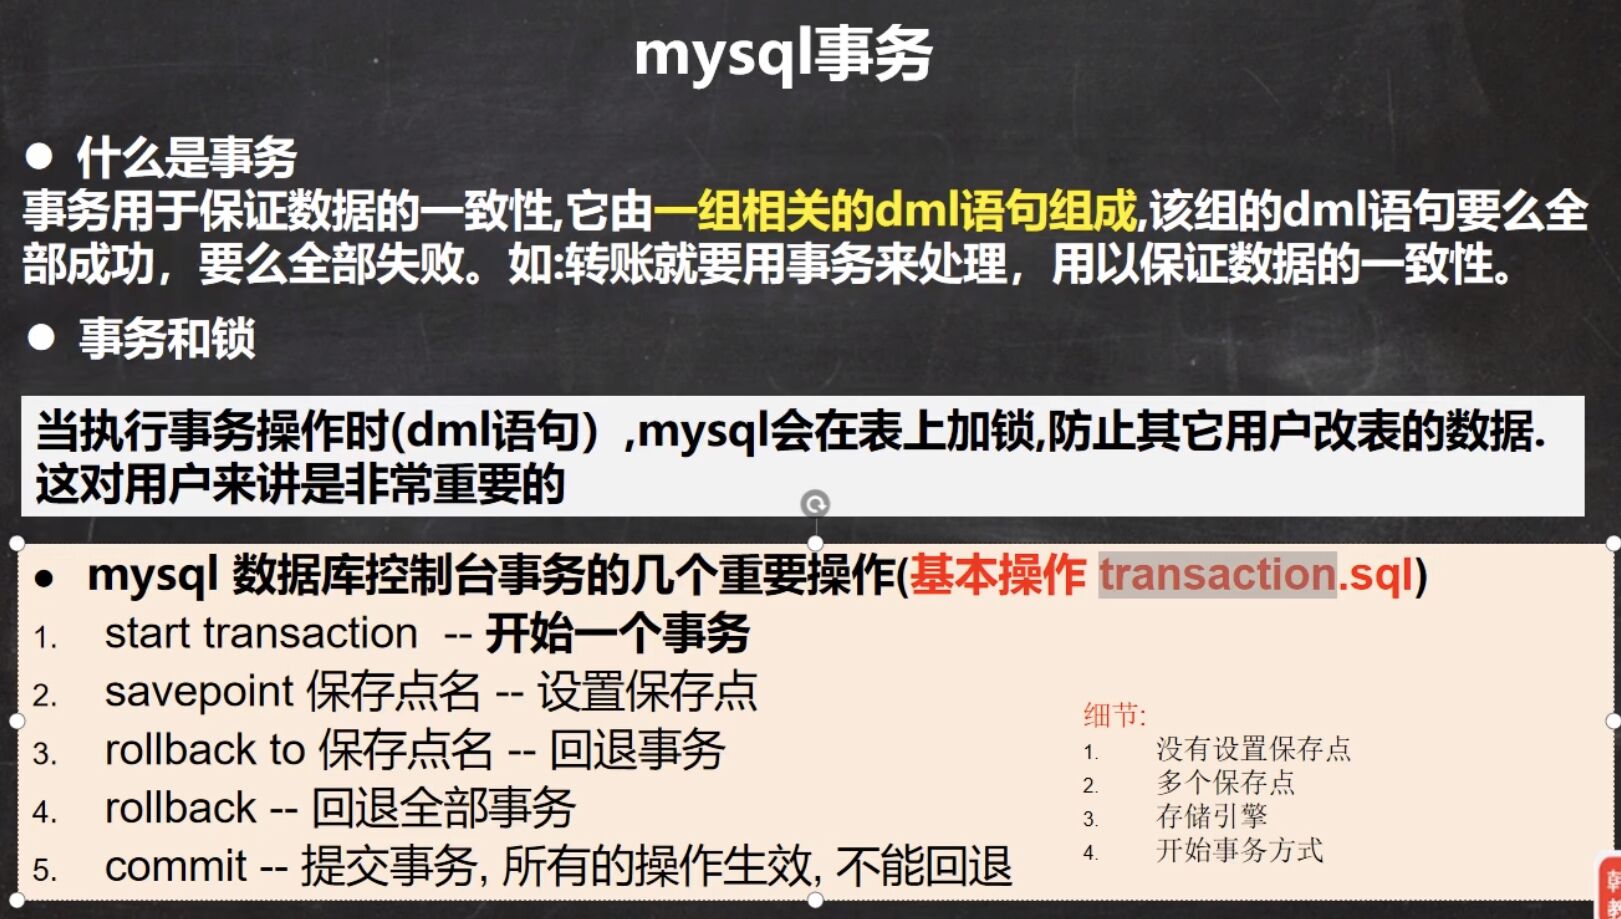 mysql事务
● 什么是事务
事务用于保证数据的一致性,它由一组相关的dml语句组成,该组的dml语句要么全
部成功，要么全部失败。如:转账就要用事务来处理，用以保证数据的一致性。
● 事务和锁
当执行事务操作时(dml语句）,mysql会在表上加锁,防止其它用户改表的数据.
这对用户来讲是非常重要的
● mysql 数据库控制台事务的几个重要操作(基本操作 transaction.sql)
1. start transaction -- 开始一个事务
2. savepoint 保存点名 -- 设置保存点
3. rollback to 保存点名 -- 回退事务
4. rollback -- 回退全部事务
5. commit -- 提交事务, 所有的操作生效, 不能回退
细节:
1. 没有设置保存点
2. 多个保存点
3. 存储引擎
4. 开始事务方式